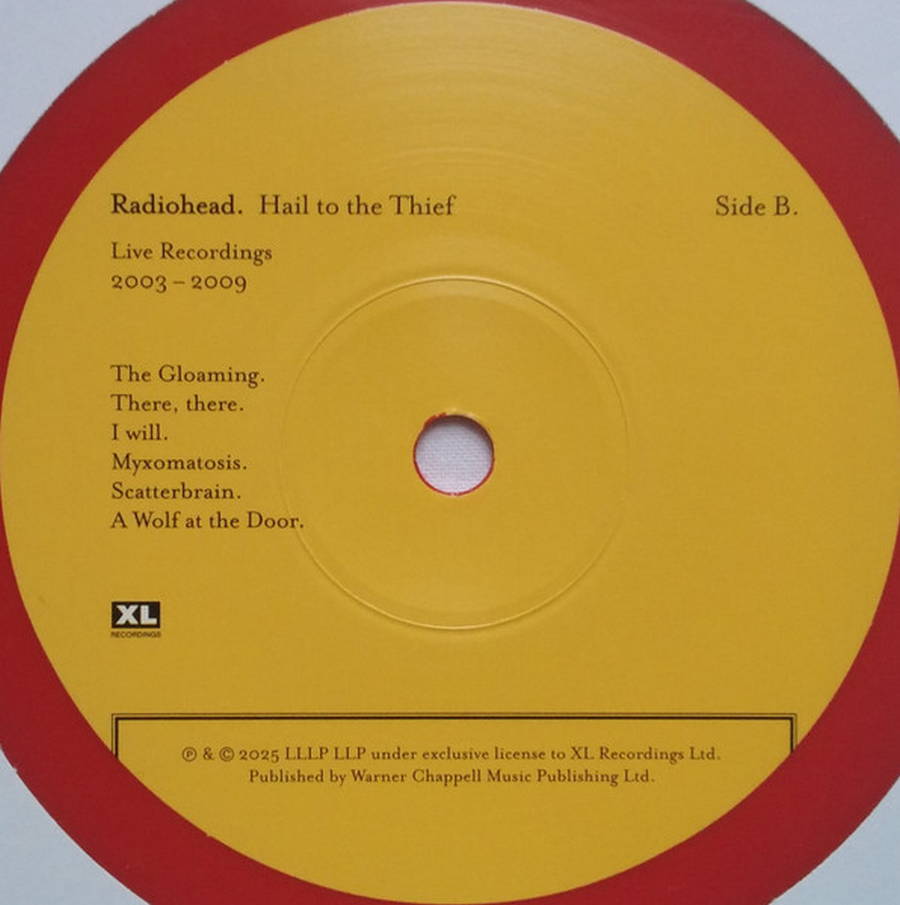 Radiohead. Hail to the Thief Side B.
Live Recordings
2003 – 2009
The Gloaming.
There, there.
I will.
Myxomatosis.
Scatterbrain.
A Wolf at the Door.
XL
RECORDINGS
℗ & © 2025 LLLP LLP under exclusive license to XL Recordings Ltd.
Published by Warner Chappell Music Publishing Ltd.